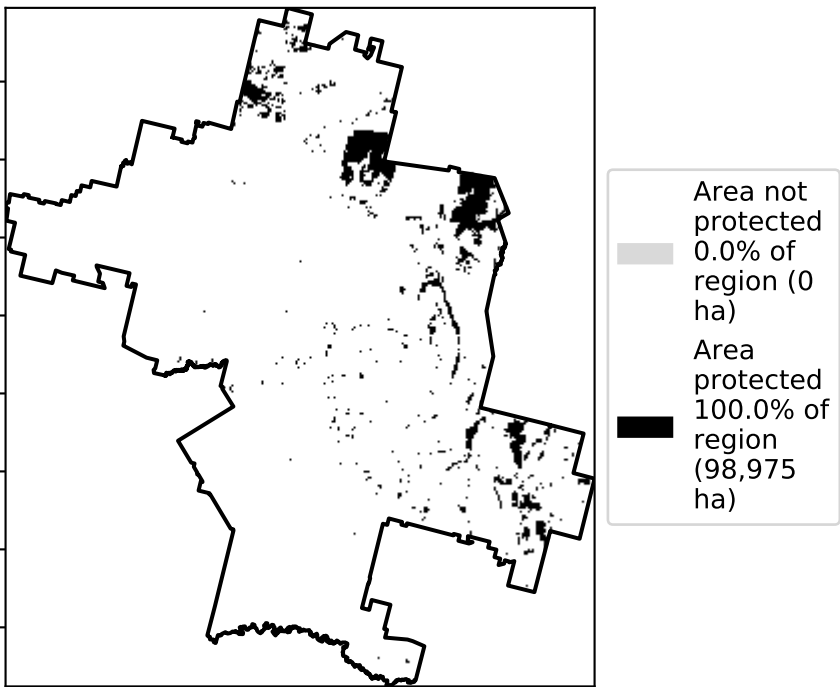 Area not
protected
0.0% of
region (0
ha)
Area
protected
100.0% of
region
(98,975
ha)